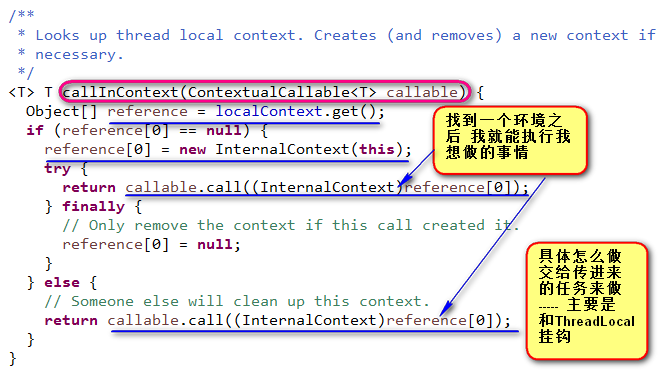 /**
 * Looks up thread local context. Creates (and removes) a new context if
 * necessary.
 */
<T> T callInContext(ContextualCallable<T> callable) {
  Object[] reference = localContext.get();
  if (reference[0] == null) {
    reference[0] = new InternalContext(this);
    try {
      return callable.call((InternalContext)reference[0]);
    } finally {
      // Only remove the context if this call created it.
      reference[0] = null;
    }
  } else {
    // Someone else will clean up this context.
    return callable.call((InternalContext)reference[0]);
  }
}
找到一个环境之
后 我就能执行我
想做的事情
具体怎么做
交给传进来
的任务来做
----- 主要是
和ThreadLocal
挂钩